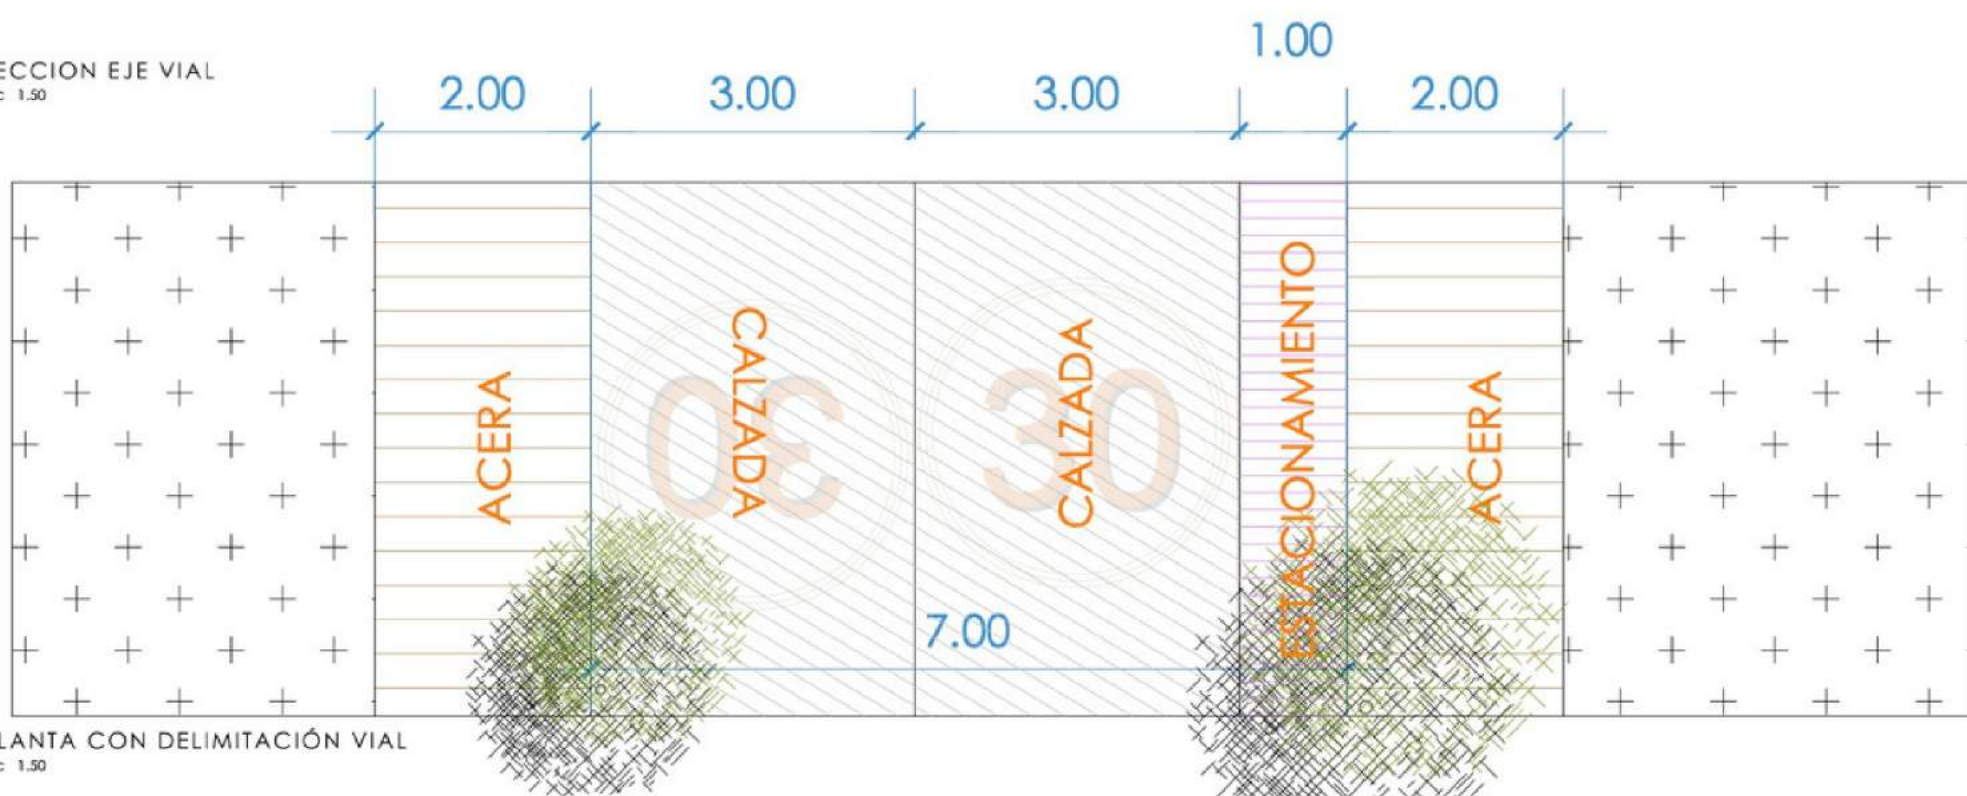 1.00
ECCION EJE VIAL
1.50
2.00
3.00
3.00
2.00
ACERA
CALZADA
30
CALZADA
30
ESTACIONAMIENTO
ACERA
7.00
LANTA CON DELIMITACIÓN VIAL
1.50